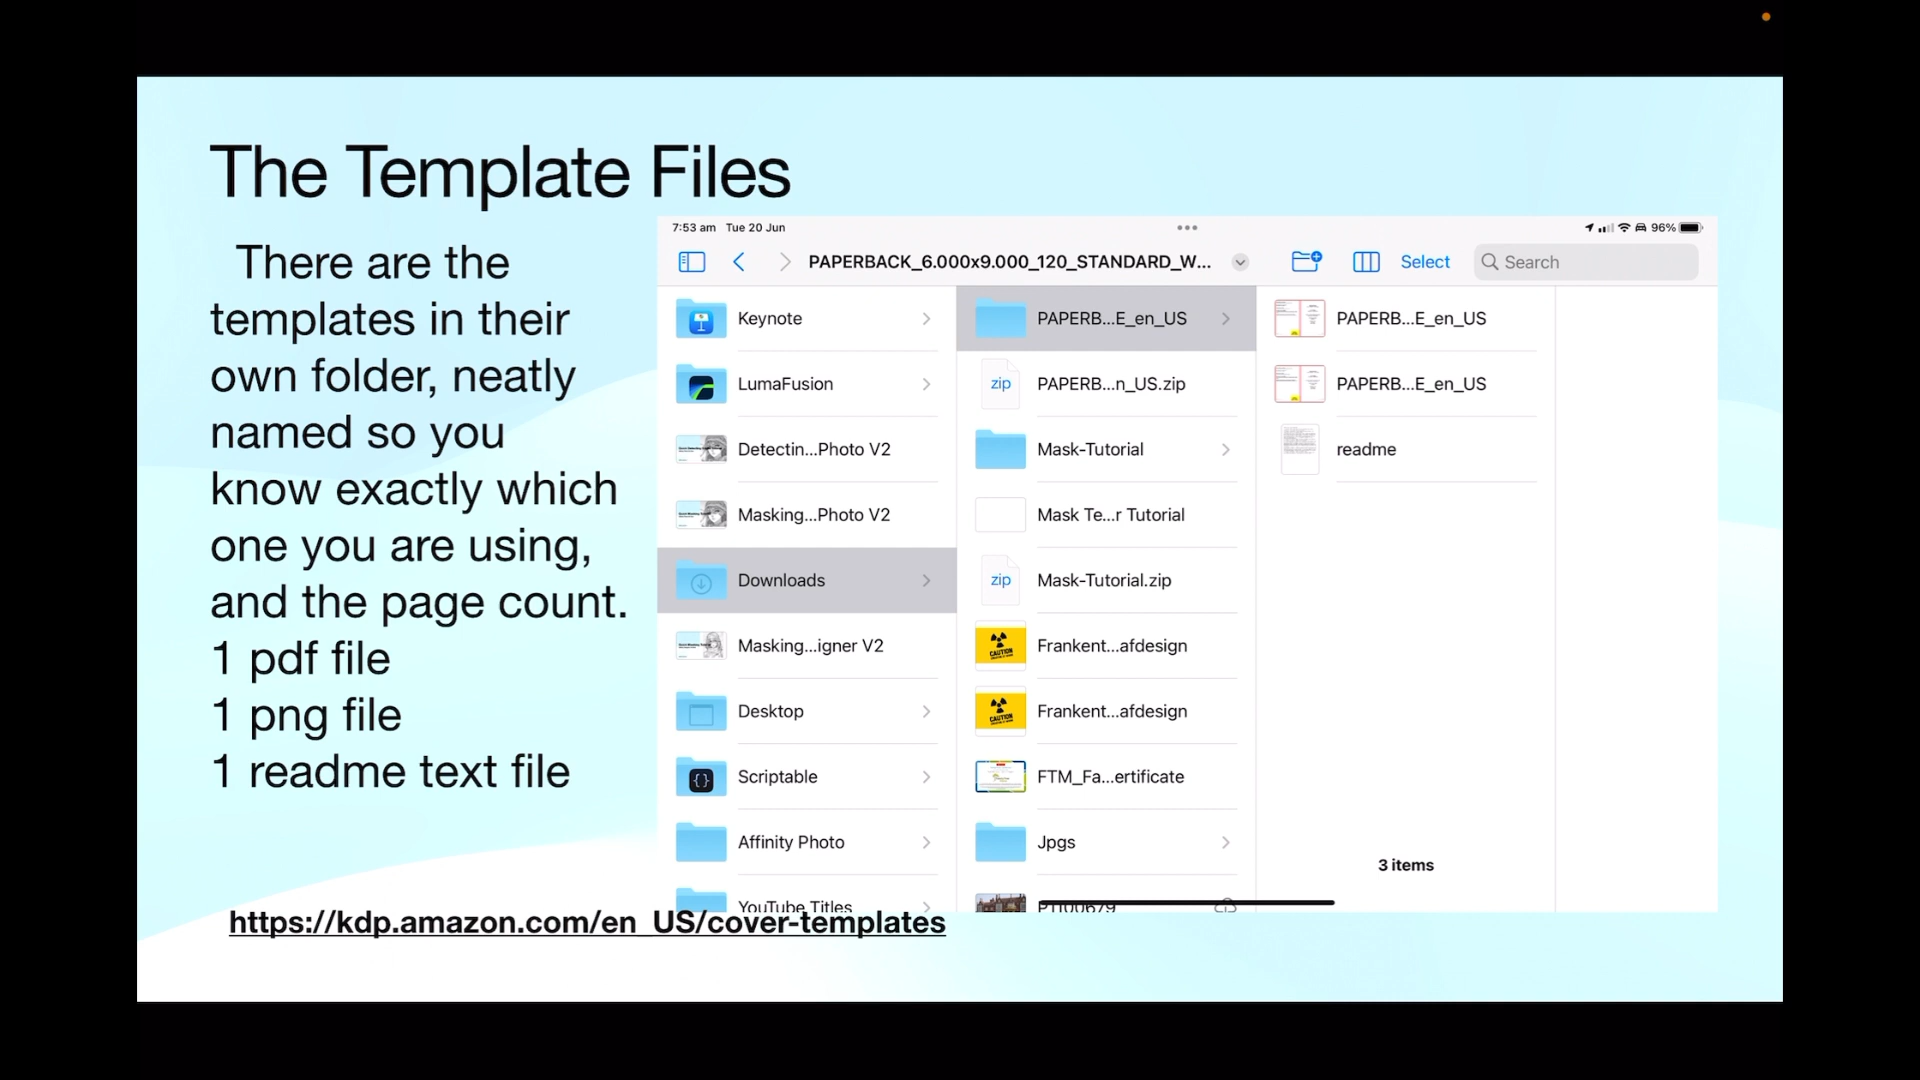 The Template Files
There are the
templates in their
own folder, neatly
named so you
know exactly which
one you are using,
and the page count.
1 pdf file
1 png file
1 readme text file
7:53 am Tue 20 Jun
96%
PAPERBACK_6.000x9.000_120_STANDARD_W...
Select
Search
Keynote
LumaFusion
Detectin...Photo V2
Masking...Photo V2
Downloads
Masking...igner V2
Desktop
Scriptable
Affinity Photo
YouTube Titles
PAPERB...E_en_US
zip PAPERB...n_US.zip
Mask-Tutorial
Mask Te...r Tutorial
zip Mask-Tutorial.zip
CAUTION Frankent...afdesign
CAUTION Frankent...afdesign
FTM_Fa...ertificate
Jpgs
P1100679
PAPERB...E_en_US
PAPERB...E_en_US
readme
3 items
https://kdp.amazon.com/en_US/cover-templates